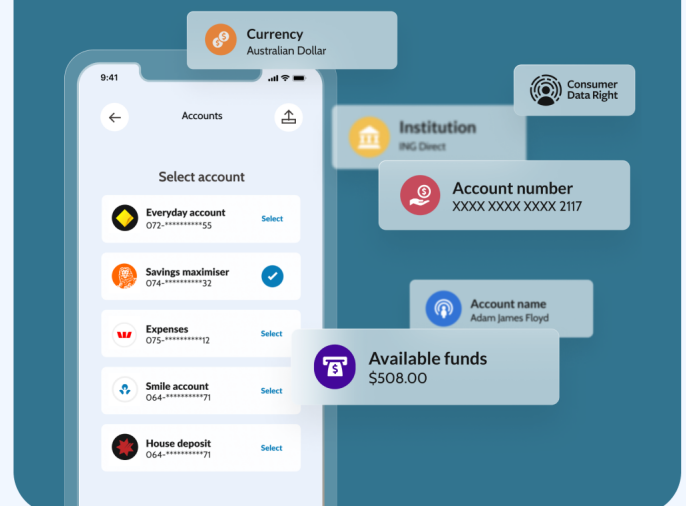 Currency
Australian Dollar
9:41
Accounts
Consumer
Data Right
Institution
ING Direct
Select account
Account number
XXXX XXXX XXXX 2117
Everyday account
072-**********55
Select
Savings maximiser
074-**********32
Account name
Adam James Floyd
Expenses
075-**********12
Select
Available funds
$508.00
Smile account
064-**********71
Select
House deposit
064-**********71
Select